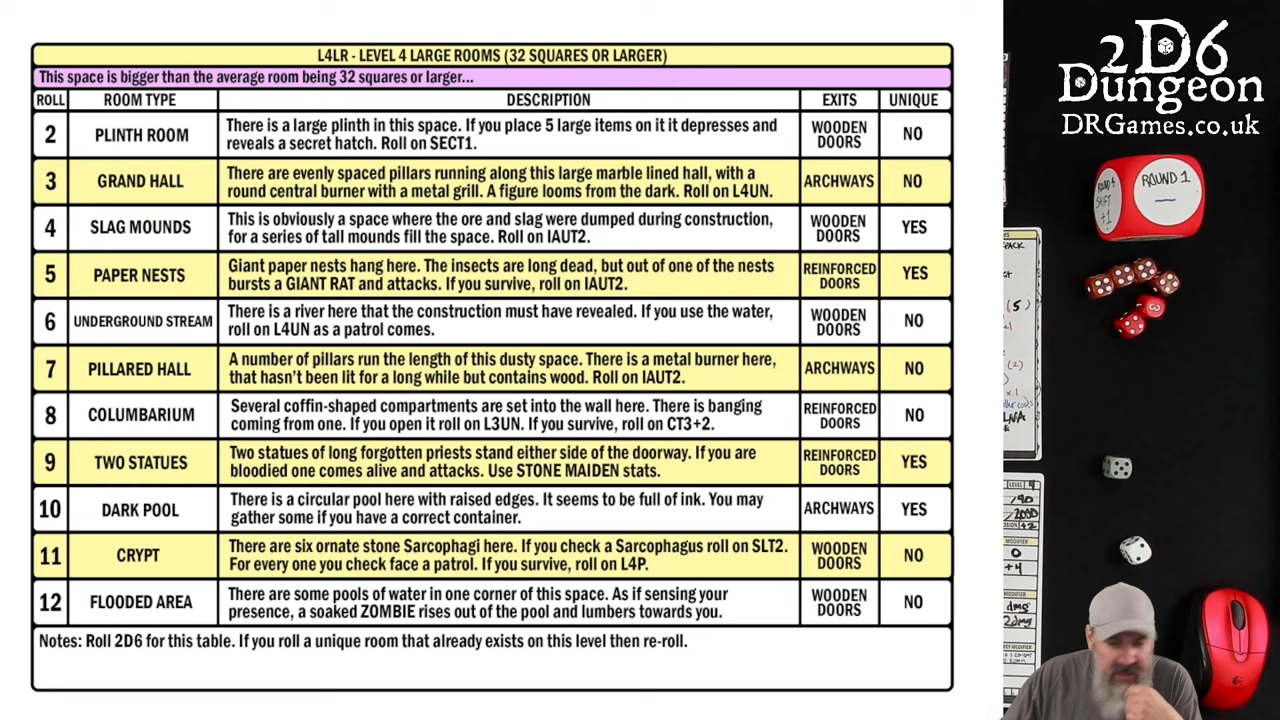 L4LR - LEVEL 4 LARGE ROOMS (32 SQUARES OR LARGER)
This space is bigger than the average room being 32 squares or larger...
ROLL ROOM TYPE DESCRIPTION EXITS UNIQUE
2 PLINTH ROOM There is a large plinth in this space. If you place 5 large items on it it depresses and reveals a secret hatch. Roll on SECT1. WOODEN DOORS NO
3 GRAND HALL There are evenly spaced pillars running along this large marble lined hall, with a round central burner with a metal grill. A figure looms from the dark. Roll on L4UN. ARCHWAYS NO
4 SLAG MOUNDS This is obviously a space where the ore and slag were dumped during construction, for a series of tall mounds fill the space. Roll on IAUT2. WOODEN DOORS YES
5 PAPER NESTS Giant paper nests hang here. The insects are long dead, but out of one of the nests bursts a GIANT RAT and attacks. If you survive, roll on IAUT2. REINFORCED DOORS YES
6 UNDERGROUND STREAM There is a river here that the construction must have revealed. If you use the water, roll on L4UN as a patrol comes. WOODEN DOORS NO
7 PILLARED HALL A number of pillars run the length of this dusty space. There is a metal burner here, that hasn't been lit for a long while but contains wood. Roll on IAUT2. ARCHWAYS NO
8 COLUMBARIUM Several coffin-shaped compartments are set into the wall here. There is banging coming from one. If you open it roll on L3UN. If you survive, roll on CT3+2. REINFORCED DOORS NO
9 TWO STATUES Two statues of long forgotten priests stand either side of the doorway. If you are bloodied one comes alive and attacks. Use STONE MAIDEN stats. REINFORCED DOORS YES
10 DARK POOL There is a circular pool here with raised edges. It seems to be full of ink. You may gather some if you have a correct container. ARCHWAYS YES
11 CRYPT There are six ornate stone Sarcophagi here. If you check a Sarcophagus roll on SLT2. For every one you check face a patrol. If you survive, roll on L4P. WOODEN DOORS NO
12 FLOODED AREA There are some pools of water in one corner of this space. As if sensing your presence, a soaked ZOMBIE rises out of the pool and lumbers towards you. WOODEN DOORS NO
Notes: Roll 2D6 for this table. If you roll a unique room that already exists on this level then re-roll.
2D6
Dungeon
DRGames.co.uk
ROUND 1
ROUND 4
SHIFT
+1
(5)
(2)
LEVEL 4
+2
MODIFIER
0
+4
MODIFIER
dmg
2dmg